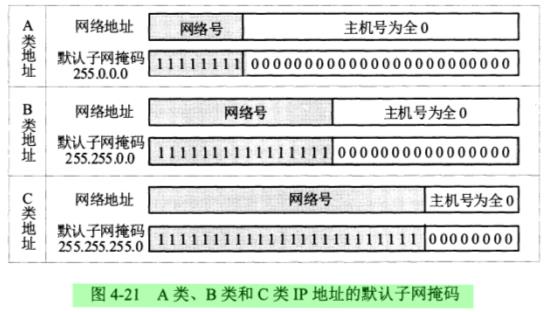 A类地址
网络地址 网络号 主机号为全0
默认子网掩码
255.0.0.0
11111111 000000000000000000000000
B类地址
网络地址 网络号 主机号为全0
默认子网掩码
255.255.0.0
1111111111111111 0000000000000000
C类地址
网络地址 网络号 主机号为全0
默认子网掩码
255.255.255.0
111111111111111111111111 00000000
图 4-21 A 类、B 类和 C 类 IP 地址的默认子网掩码